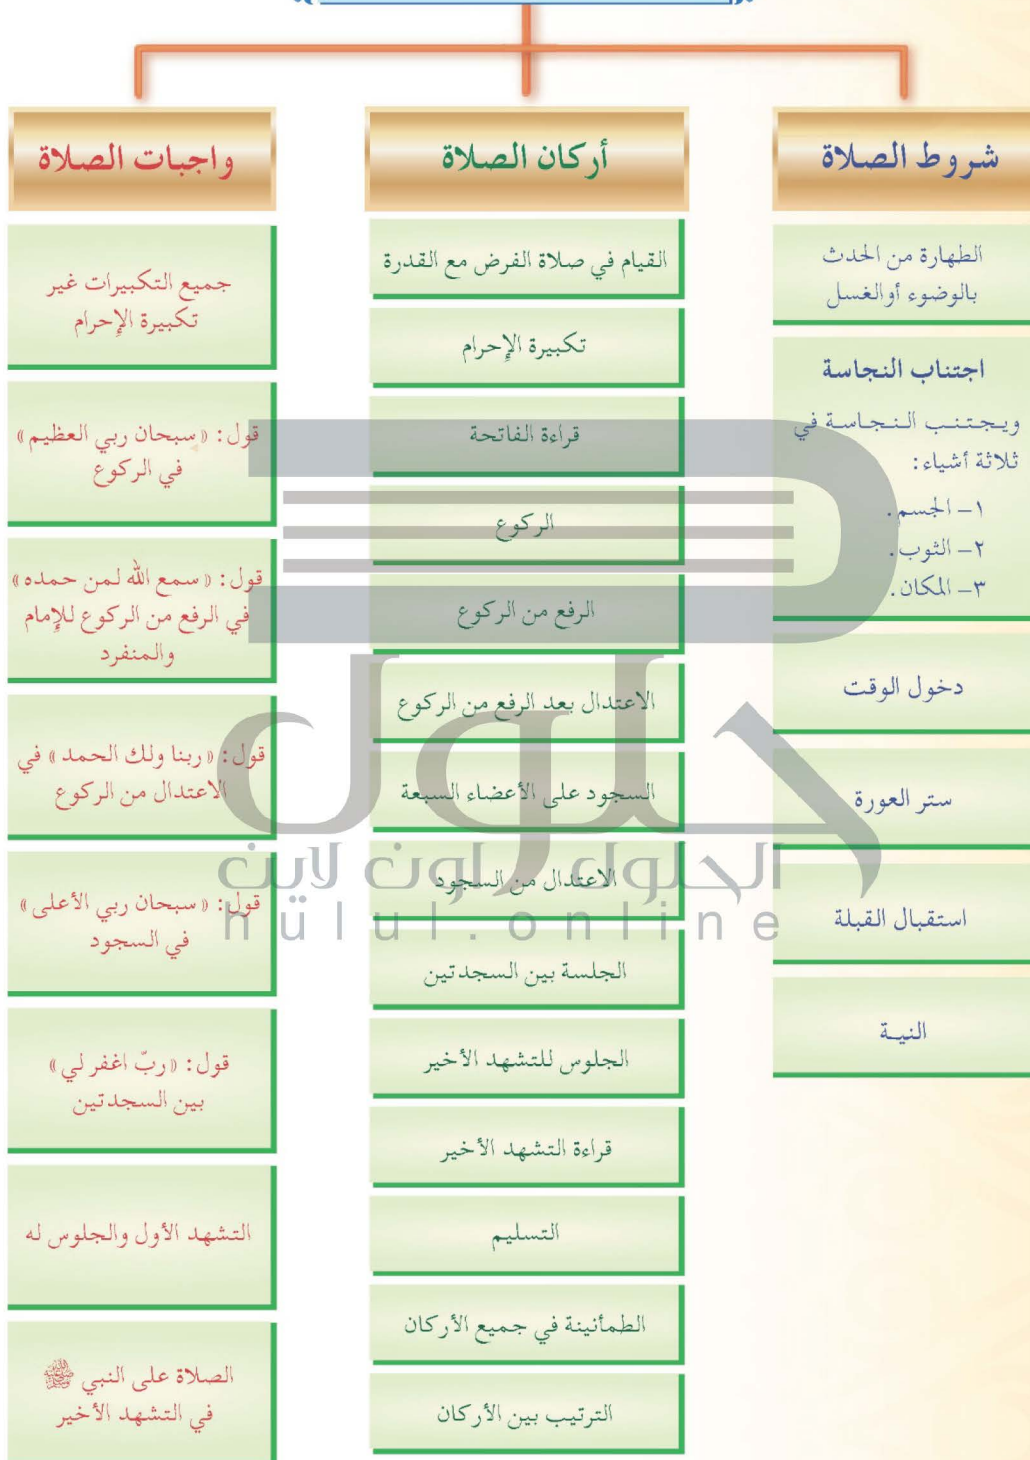 شروط الصلاة
الطهارة من الحدث
بالوضوء أوالغسل
اجتناب النجاسة
ويجتنب النجاسة في
ثلاثة أشياء:
١- الجسم.
٢- الثوب.
٣- المكان.
دخول الوقت
ستر العورة
استقبال القبلة
النية
أركان الصلاة
القيام في صلاة الفرض مع القدرة
تكبيرة الإحرام
قراءة الفاتحة
الركوع
الرفع من الركوع
الاعتدال بعد الرفع من الركوع
السجود على الأعضاء السبعة
الاعتدال من السجود
الجلسة بين السجدتين
الجلوس للتشهد الأخير
قراءة التشهد الأخير
التسليم
الطمأنينة في جميع الأركان
الترتيب بين الأركان
واجبات الصلاة
جميع التكبيرات غير
تكبيرة الإحرام
قول: «سبحان ربي العظيم»
في الركوع
قول: «سمع الله لمن حمده»
في الرفع من الركوع للإمام
والمنفرد
قول: «ربنا ولك الحمد» في
الاعتدال من الركوع
قول: «سبحان ربي الأعلى»
في السجود
قول: «ربّ اغفر لي»
بين السجدتين
التشهد الأول والجلوس له
الصلاة على النبي ﷺ
في التشهد الأخير
حلول
الحلول اون لاين
hülul.online